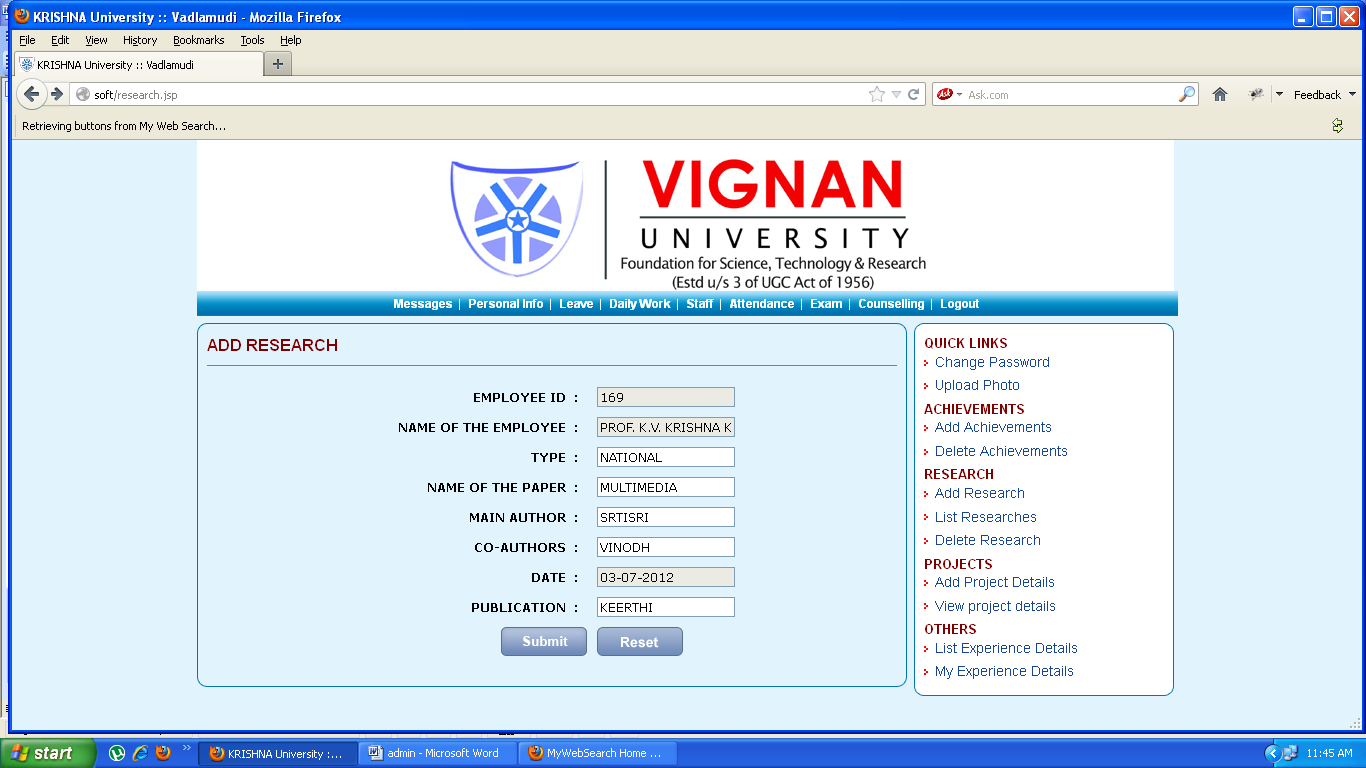 KRISHNA University :: Vadlamudi - Mozilla Firefox
File Edit View History Bookmarks Tools Help
KRISHNA University :: Vadlamudi
soft/research.jsp
Ask Ask.com
Feedback
Retrieving buttons from My Web Search...
VIGNAN
UNIVERSITY
Foundation for Science, Technology & Research
(Estd u/s 3 of UGC Act of 1956)
Messages | Personal Info | Leave | Daily Work | Staff | Attendance | Exam | Counselling | Logout
ADD RESEARCH
EMPLOYEE ID : 169
NAME OF THE EMPLOYEE : PROF. K.V. KRISHNA K
TYPE : NATIONAL
NAME OF THE PAPER : MULTIMEDIA
MAIN AUTHOR : SRTISRI
CO-AUTHORS : VINODH
DATE : 03-07-2012
PUBLICATION : KEERTHI
Submit Reset
QUICK LINKS
Change Password
Upload Photo
ACHIEVEMENTS
Add Achievements
Delete Achievements
RESEARCH
Add Research
List Researches
Delete Research
PROJECTS
Add Project Details
View project details
OTHERS
List Experience Details
My Experience Details
start
KRISHNA University :...
admin - Microsoft Word
MyWebSearch Home ...
11:45 AM